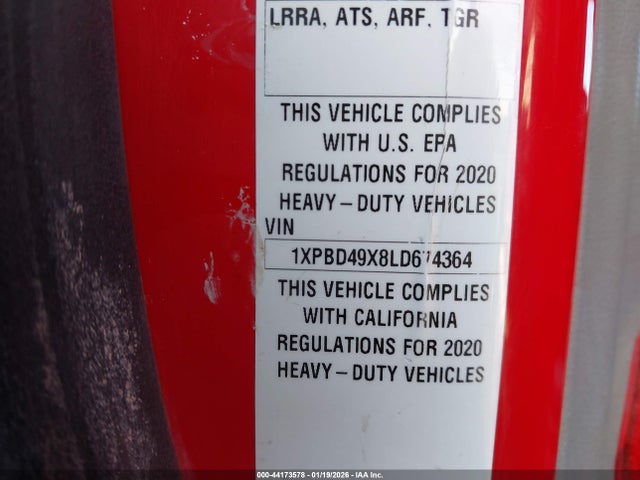 LRRA, ATS, ARF, TGR
THIS VEHICLE COMPLIES
WITH U.S. EPA
REGULATIONS FOR 2020
HEAVY-DUTY VEHICLES
VIN
1XPBD49X8LD674364
THIS VEHICLE COMPLIES
WITH CALIFORNIA
REGULATIONS FOR 2020
HEAVY-DUTY VEHICLES
000-44173578 - 01/19/2026 - IAA Inc.